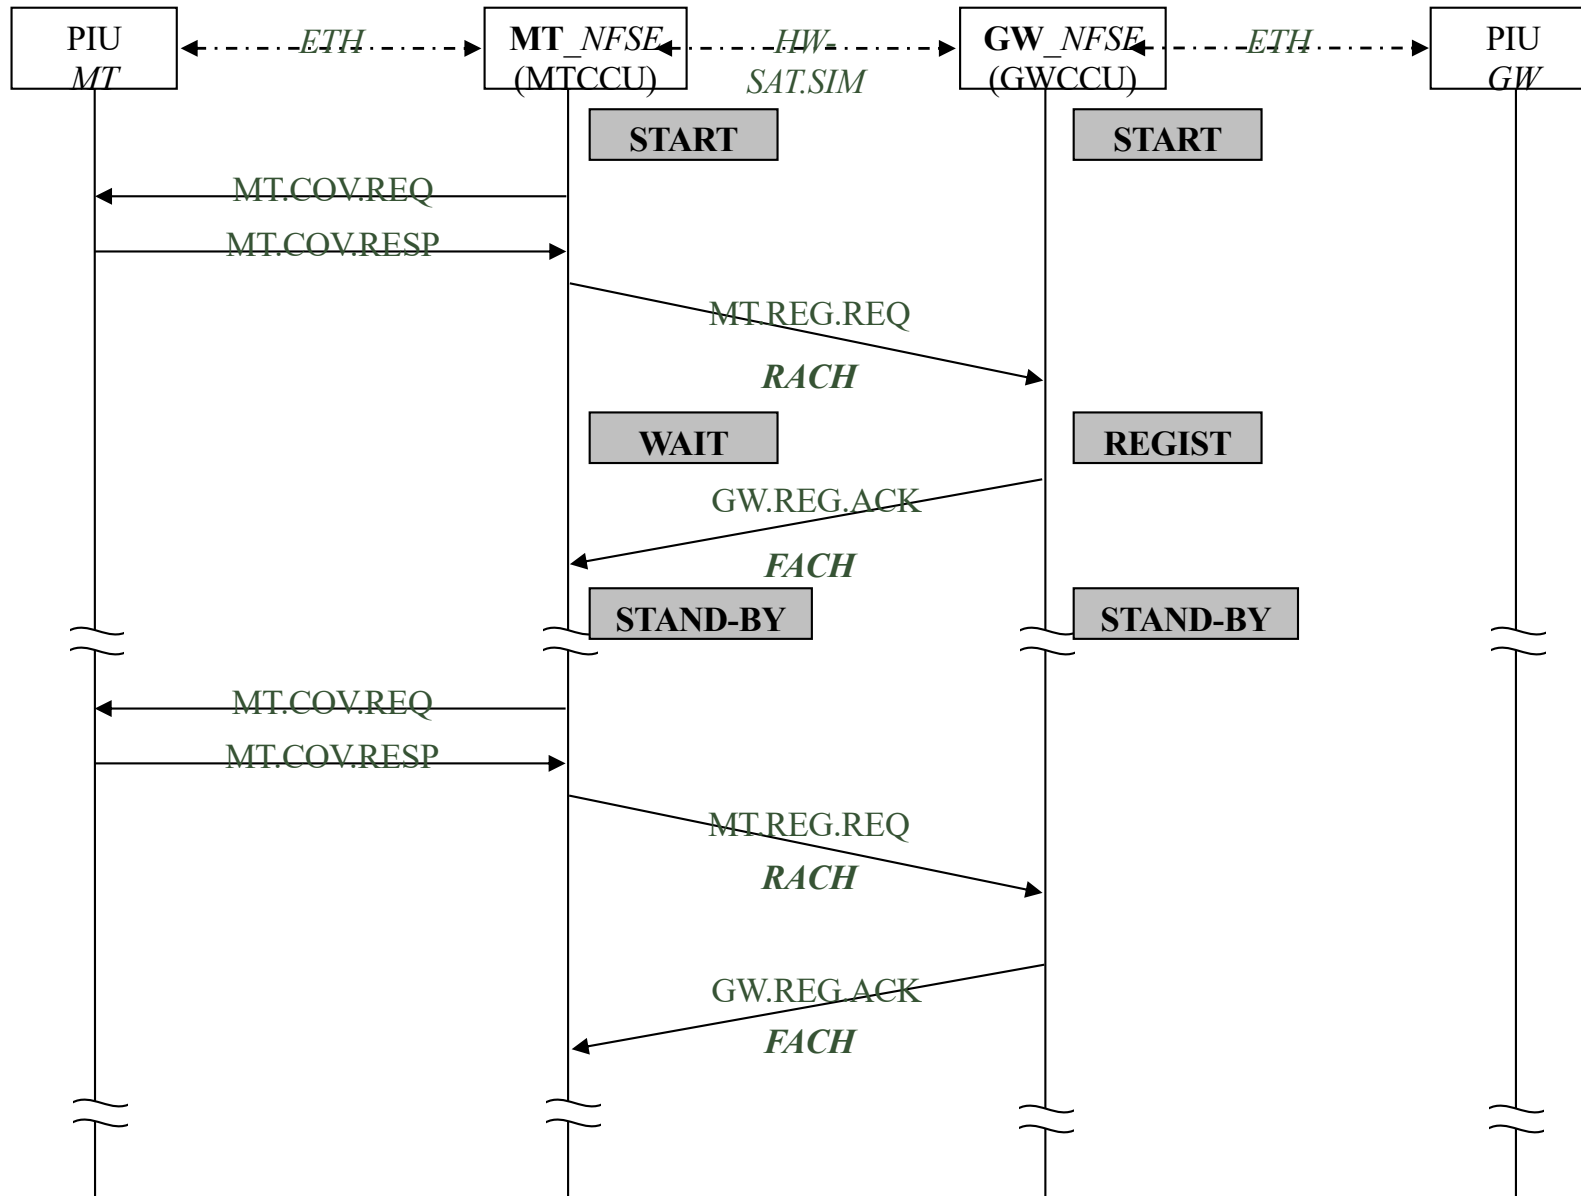 PIU
MT
ETH
MT_NFSE
(MTCCU)
HW-
SAT.SIM
GW_NFSE
(GWCCU)
ETH
PIU
GW
START
START
MT.COV.REQ
MT.COV.RESP
MT.REG.REQ
RACH
WAIT
REGIST
GW.REG.ACK
FACH
STAND-BY
STAND-BY
MT.COV.REQ
MT.COV.RESP
MT.REG.REQ
RACH
GW.REG.ACK
FACH